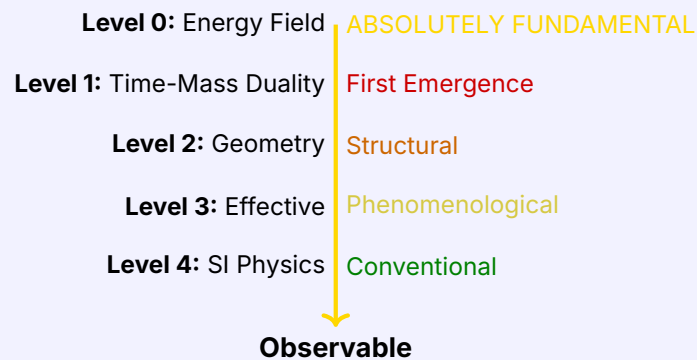 Level 0: Energy Field ABSOLUTELY FUNDAMENTAL
Level 1: Time-Mass Duality First Emergence
Level 2: Geometry Structural
Level 3: Effective Phenomenological
Level 4: SI Physics Conventional
Observable